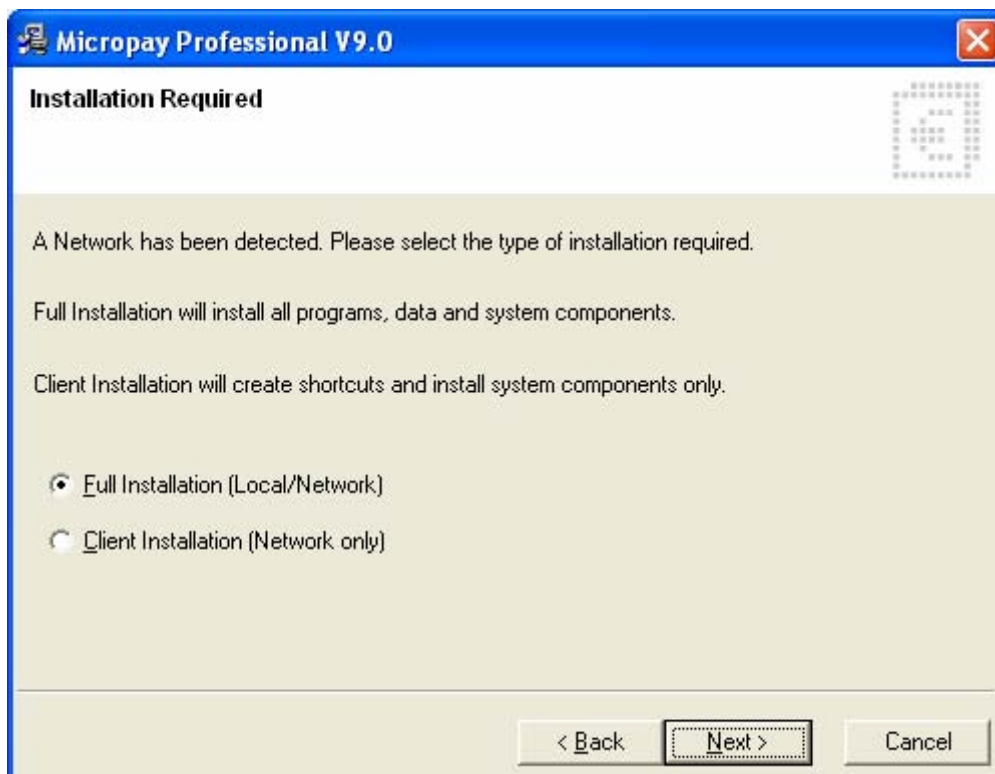 Micropay Professional V9.0
Installation Required
A Network has been detected. Please select the type of installation required.
Full Installation will install all programs, data and system components.
Client Installation will create shortcuts and install system components only.
Full Installation (Local/Network)
Client Installation (Network only)
< Back Next > Cancel